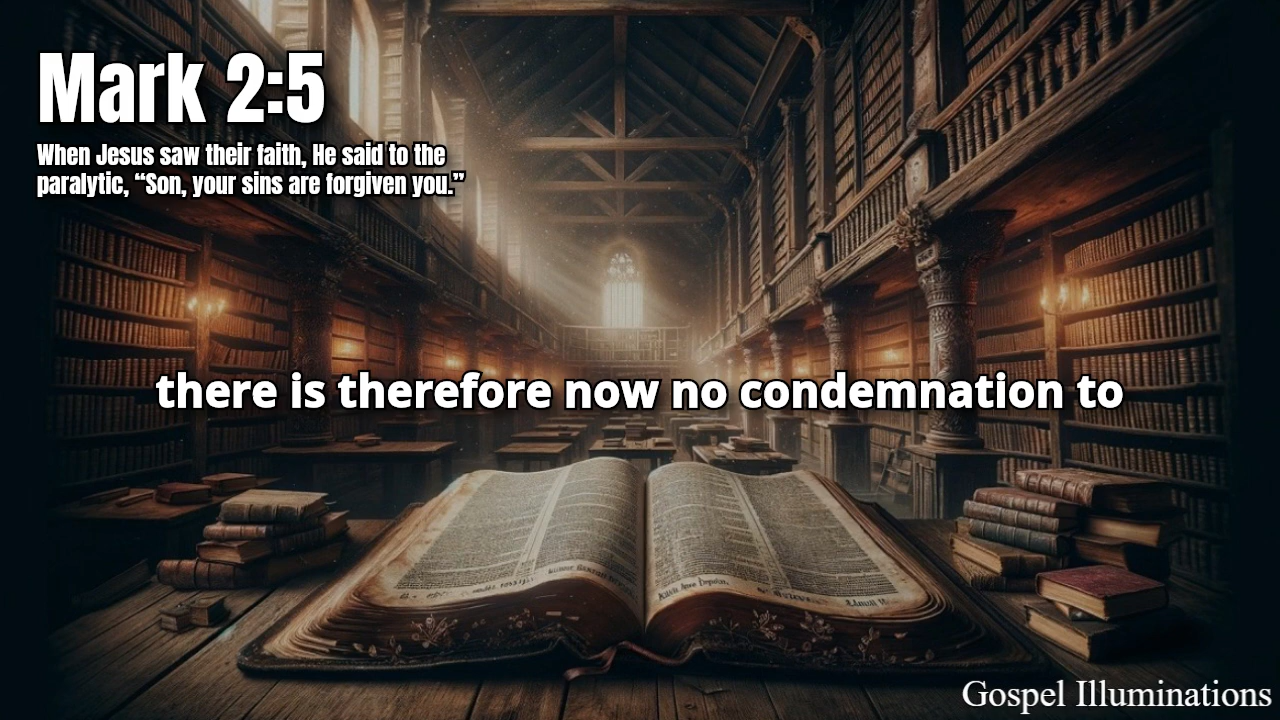 Mark 2:5
When Jesus saw their faith, He said to the
paralytic, “Son, your sins are forgiven you.”
there is therefore now no condemnation to
Gospel Illuminations